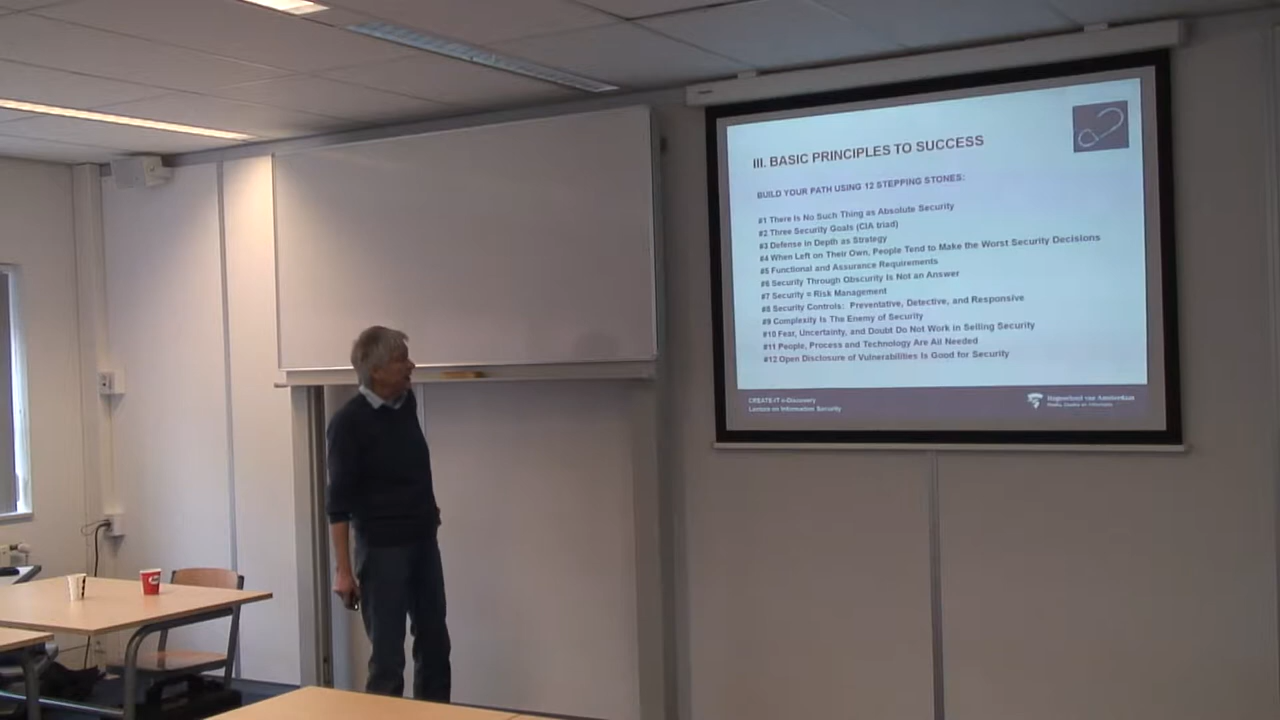 III. BASIC PRINCIPLES TO SUCCESS
BUILD YOUR PATH USING 12 STEPPING STONES:
#1 There Is No Such Thing as Absolute Security
#2 Three Security Goals (CIA triad)
#3 Defense in Depth as Strategy
#4 When Left on Their Own, People Tend to Make the Worst Security Decisions
#5 Functional and Assurance Requirements
#6 Security Through Obscurity Is Not an Answer
#7 Security = Risk Management
#8 Security Controls: Preventative, Detective, and Responsive
#9 Complexity Is The Enemy of Security
#10 Fear, Uncertainty, and Doubt Do Not Work in Selling Security
#11 People, Process and Technology Are All Needed
#12 Open Disclosure of Vulnerabilities Is Good for Security
CREATE-IT e-Discovery
Lecture on Information Security
Hogeschool van Amsterdam